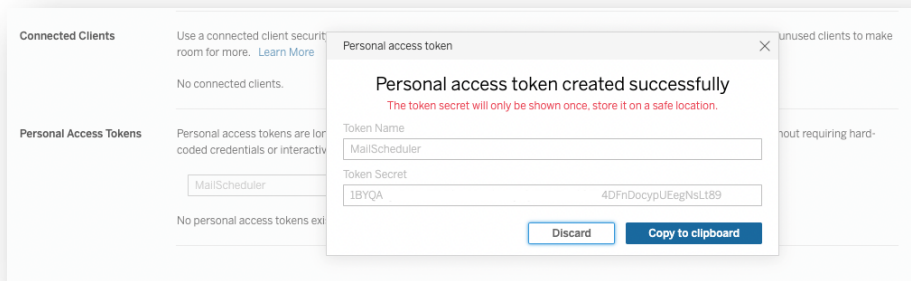 Connected Clients
Use a connected client securit
unused clients to make
room for more. Learn More
No connected clients.
Personal Access Tokens
Personal access tokens are lon
hout requiring hard-
coded credentials or interactiv
MailScheduler
No personal access tokens exi
Personal access token
Personal access token created successfully
The token secret will only be shown once, store it on a safe location.
Token Name
MailScheduler
Token Secret
1BYQA 4DFnDocypUEegNsLt89
Discard
Copy to clipboard